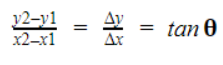 y2–y1 / x2–x1 = Δy / Δx = tan θ